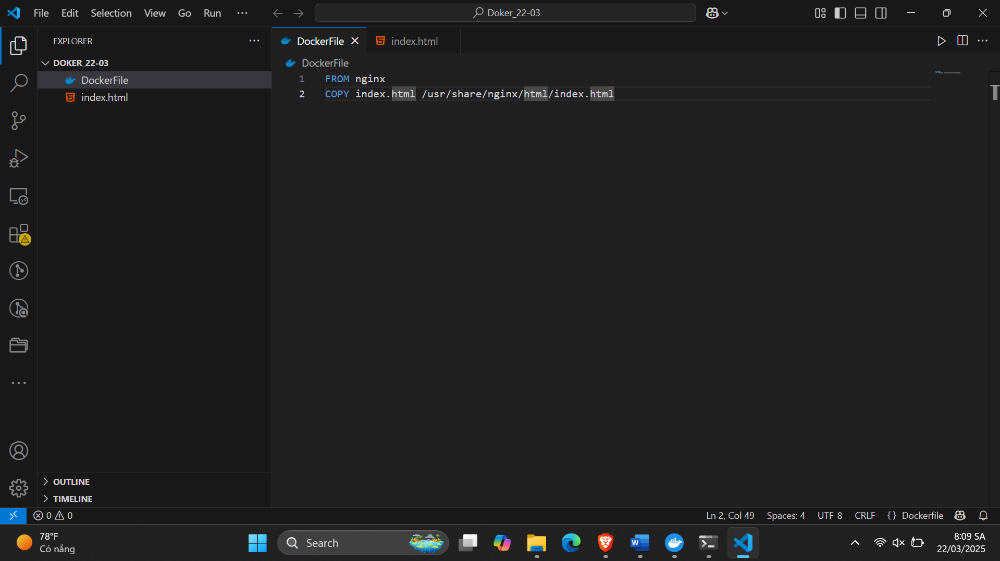 File Edit Selection View Go Run ···
Doker_22-03
EXPLORER
DOKER_22-03
DockerFile
index.html
DockerFile
index.html
DockerFile
1 FROM nginx
2 COPY index.html /usr/share/nginx/html/index.html
OUTLINE
TIMELINE
0 0
Ln 2, Col 49 Spaces: 4 UTF-8 CRLF {} Dockerfile
78°F
Có nắng
Search
8:09 SA
22/03/2025